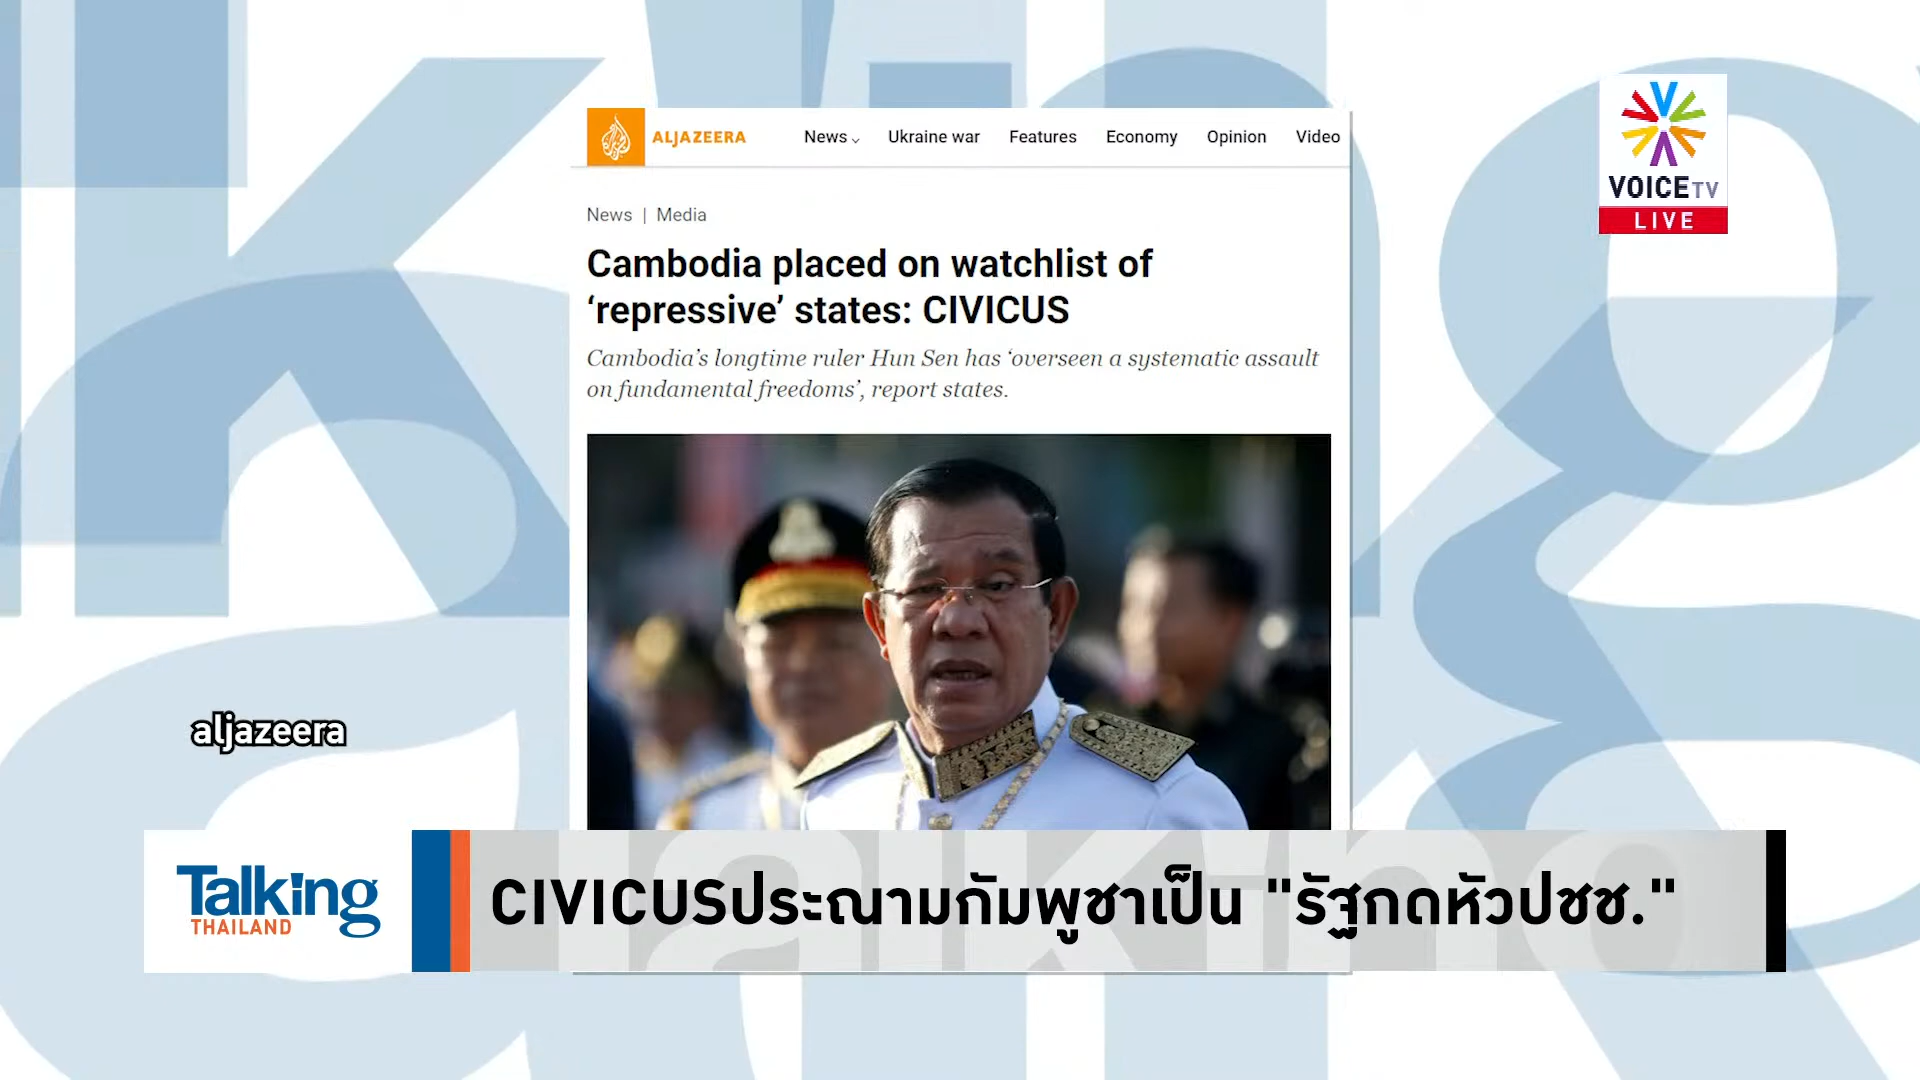 ALJAZEERA
News
Ukraine war
Features
Economy
Opinion
Video
VOICETV
LIVE
News | Media
Cambodia placed on watchlist of
‘repressive’ states: CIVICUS
Cambodia’s longtime ruler Hun Sen has ‘overseen a systematic assault
on fundamental freedoms’, report states.
aljazeera
Talking
THAILAND
CIVICUSประณามกัมพูชาเป็น "รัฐกดหัวปชช."